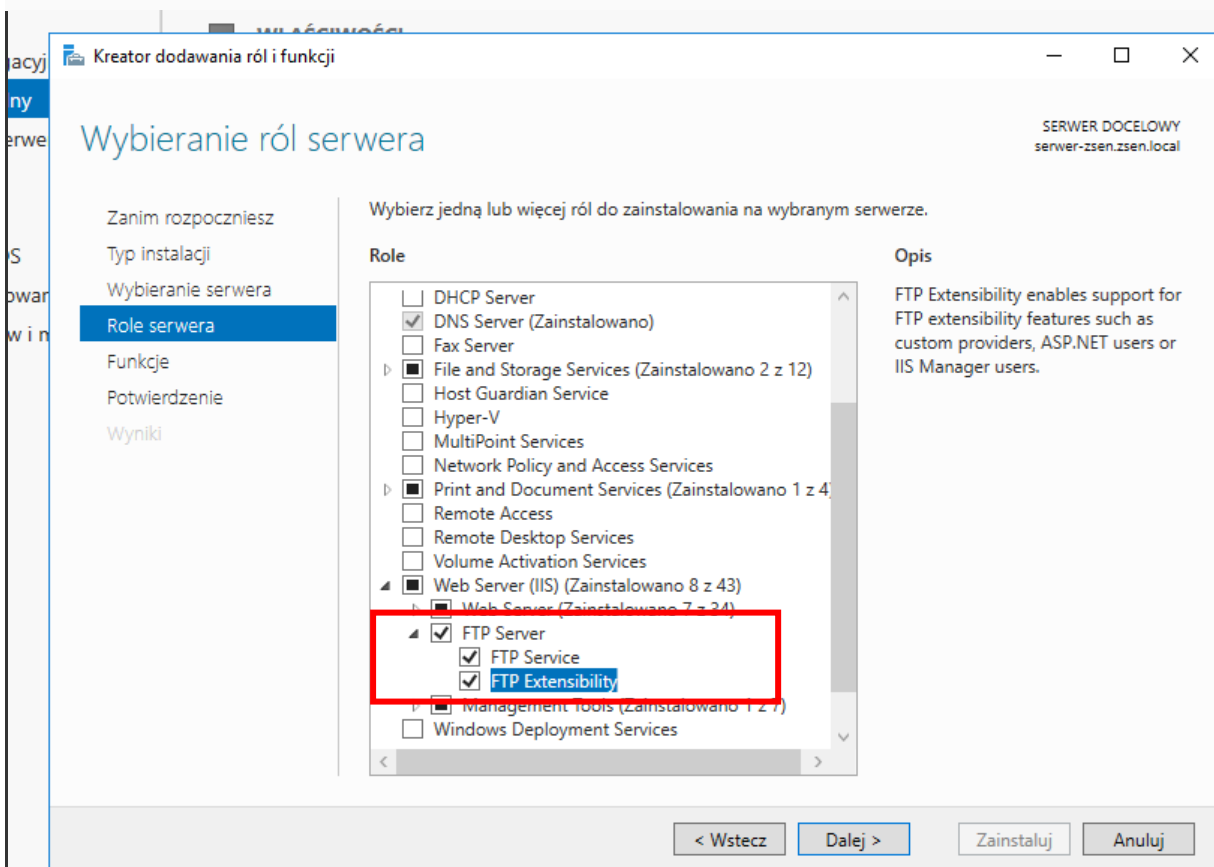 WŁAŚCIWOŚCI
Kreator dodawania ról i funkcji
Wybieranie ról serwera
SERWER DOCELOWY
serwer-zsen.zsen.local
Zanim rozpoczniesz
Typ instalacji
Wybieranie serwera
Role serwera
Funkcje
Potwierdzenie
Wyniki
Wybierz jedną lub więcej ról do zainstalowania na wybranym serwerze.
Role
DHCP Server
DNS Server (Zainstalowano)
Fax Server
File and Storage Services (Zainstalowano 2 z 12)
Host Guardian Service
Hyper-V
MultiPoint Services
Network Policy and Access Services
Print and Document Services (Zainstalowano 1 z 4)
Remote Access
Remote Desktop Services
Volume Activation Services
Web Server (IIS) (Zainstalowano 8 z 43)
Web Server (Zainstalowano 7 z 34)
FTP Server
FTP Service
FTP Extensibility
Management Tools (Zainstalowano 1 z 7)
Windows Deployment Services
Opis
FTP Extensibility enables support for
FTP extensibility features such as
custom providers, ASP.NET users or
IIS Manager users.
< Wstecz
Dalej >
Zainstaluj
Anuluj